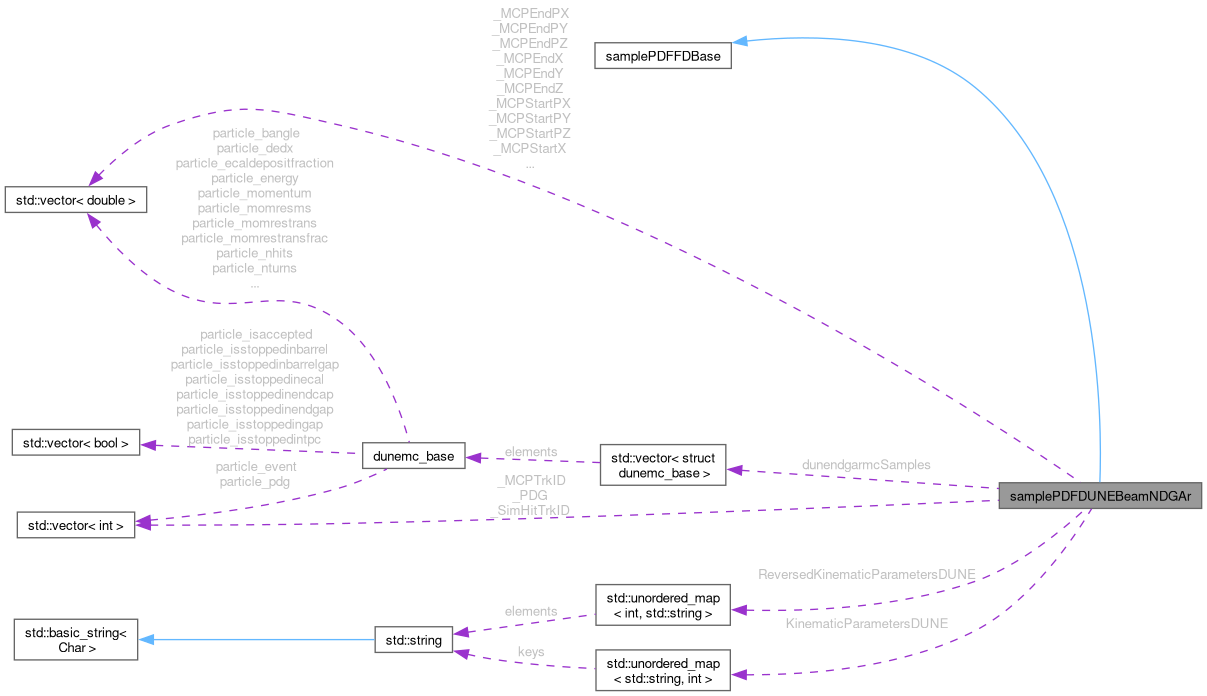 _MCPEndPX
_MCPEndPY
_MCPEndPZ
_MCPEndX
_MCPEndY
_MCPEndZ
_MCPStartPX
_MCPStartPY
_MCPStartPZ
_MCPStartX
...
samplePDFFDBase
particle_bangle
particle_dedx
particle_ecaldepositfraction
particle_energy
particle_momentum
particle_momresms
particle_momrestrans
particle_momrestransfrac
particle_nhits
particle_nturns
...
std::vector< double >
particle_isaccepted
particle_isstoppedinbarrel
particle_isstoppedinbarrelgap
particle_isstoppedinecal
particle_isstoppedinendcap
particle_isstoppedinendgap
particle_isstoppedingap
particle_isstoppedintpc
std::vector< bool >
dunemc_base
elements
std::vector< struct
dunemc_base >
dunendgarmcSamples
samplePDFDUNEBeamNDGAr
particle_event
particle_pdg
_MCPTrkID
_PDG
_SimHitTrkID
std::vector< int >
ReversedKinematicParametersDUNE
std::unordered_map
< int, std::string >
elements
KinematicParametersDUNE
std::basic_string<
Char >
std::string
keys
std::unordered_map
< std::string, int >